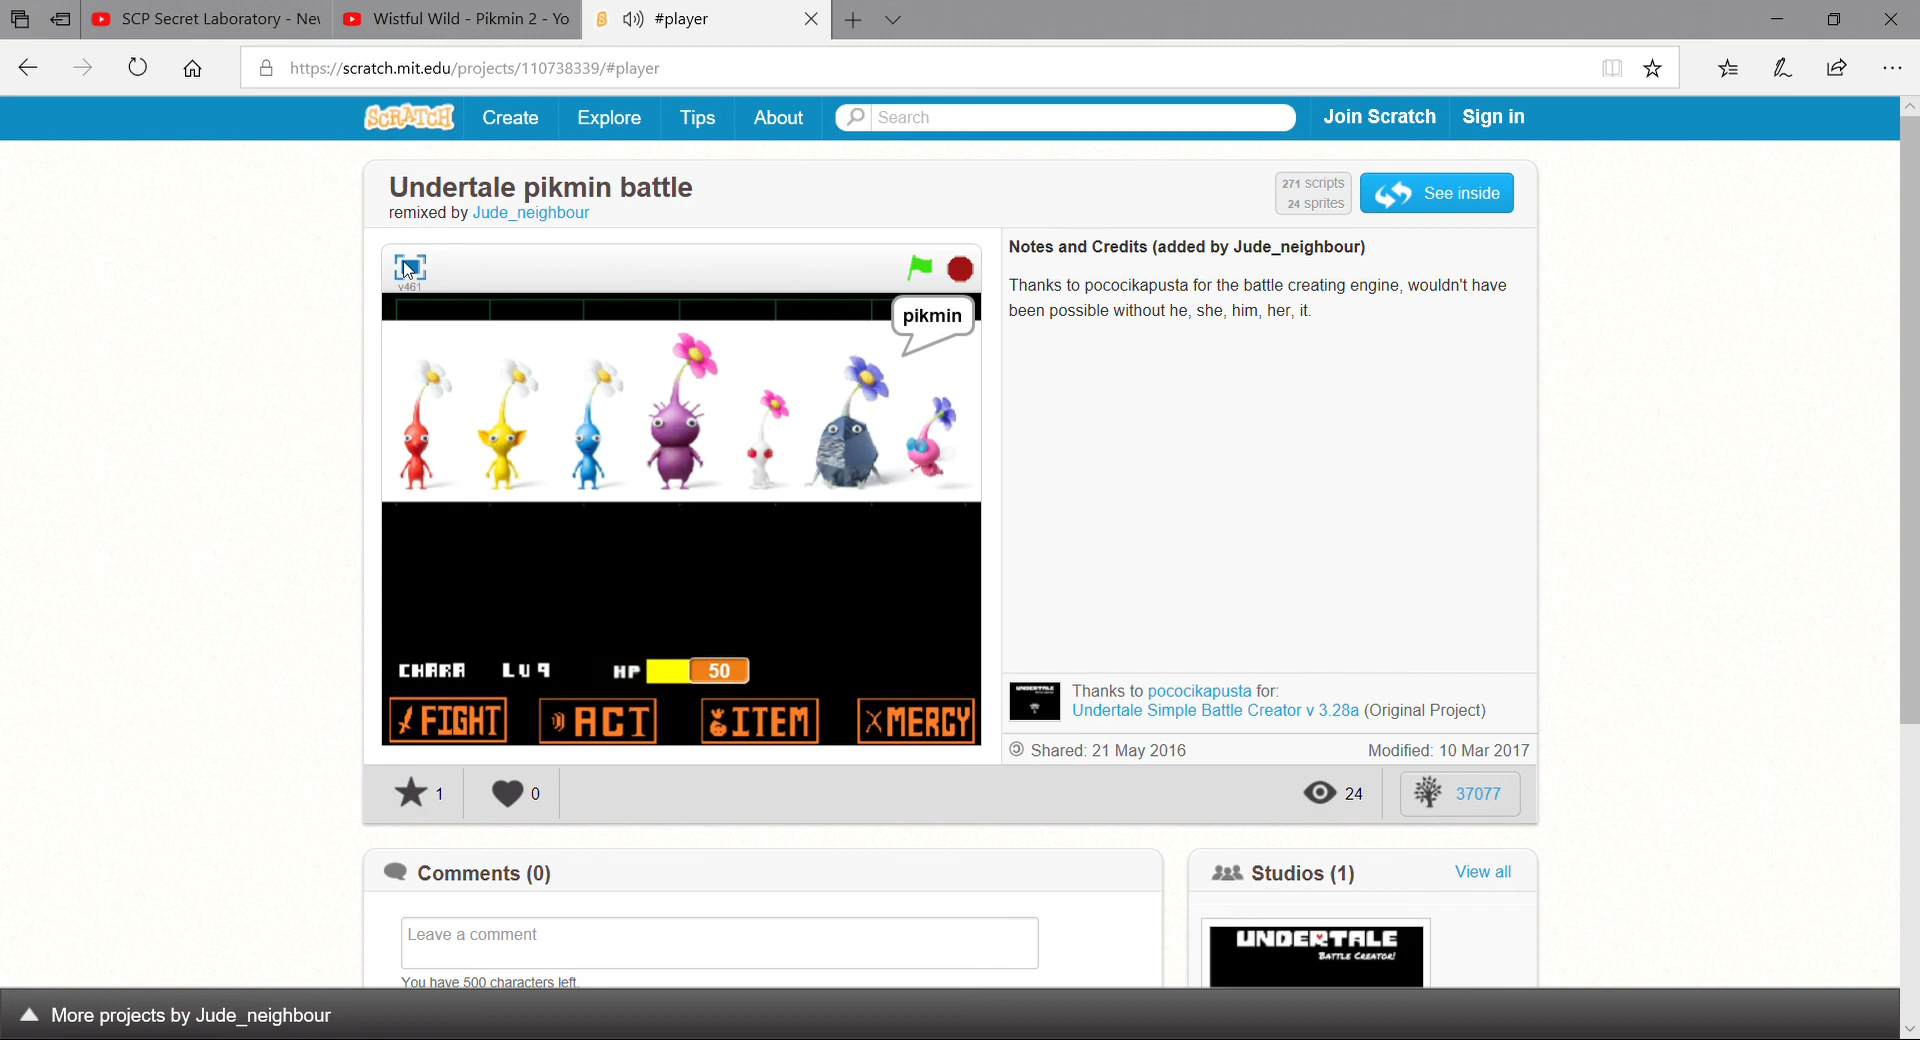 SCP Secret Laboratory - Nev
Wistful Wild - Pikmin 2 - Yo
#player
https://scratch.mit.edu/projects/110738339/#player
SCRATCH
Create
Explore
Tips
About
Search
Join Scratch
Sign in
Undertale pikmin battle
remixed by Jude_neighbour
271 scripts
24 sprites
See inside
v461
pikmin
CHARA LV 9 HP 50
FIGHT ACT ITEM MERCY
Notes and Credits (added by Jude_neighbour)
Thanks to pococikapusta for the battle creating engine, wouldn't have
been possible without he, she, him, her, it.
UNDERTALE
Thanks to pococikapusta for:
Undertale Simple Battle Creator v 3.28a (Original Project)
Shared: 21 May 2016
Modified: 10 Mar 2017
1
0
24
37077
Comments (0)
Leave a comment
You have 500 characters left.
Studios (1)
View all
UNDERTALE
BATTLE CREATOR!
More projects by Jude_neighbour